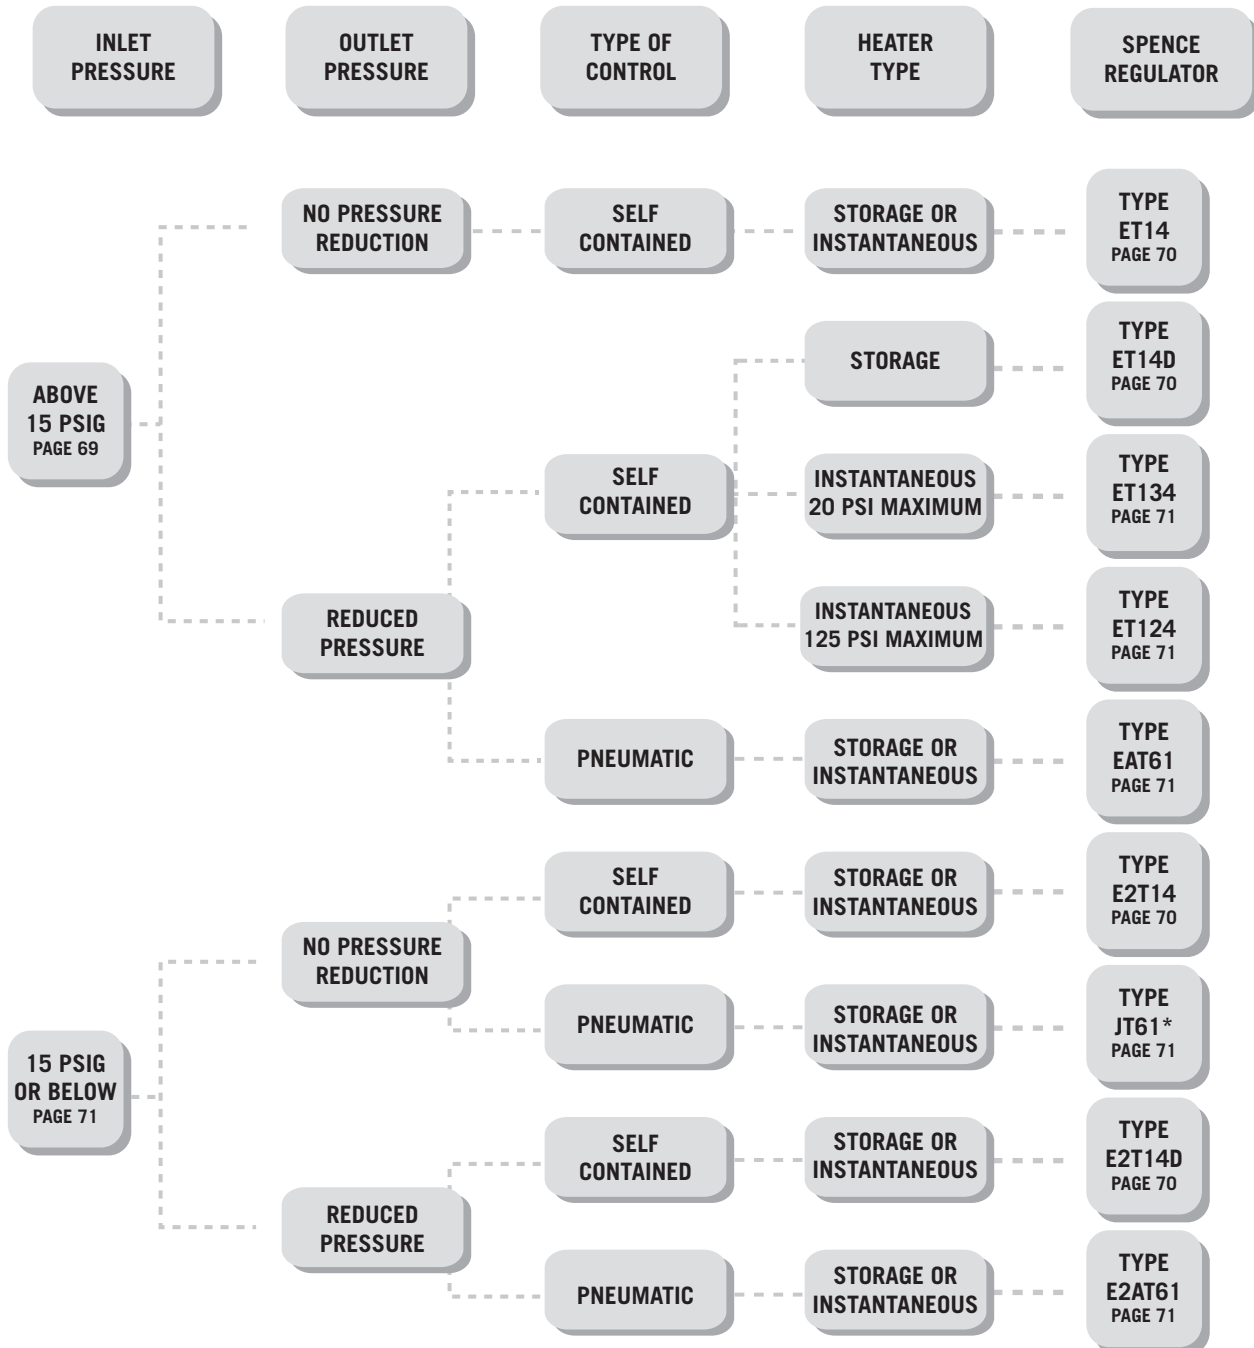 INLET
PRESSURE
OUTLET
PRESSURE
TYPE OF
CONTROL
HEATER
TYPE
SPENCE
REGULATOR
NO PRESSURE
REDUCTION
SELF
CONTAINED
STORAGE OR
INSTANTANEOUS
TYPE
ET14
PAGE 70
STORAGE
TYPE
ET14D
PAGE 70
ABOVE
15 PSIG
PAGE 69
SELF
CONTAINED
INSTANTANEOUS
20 PSI MAXIMUM
TYPE
ET134
PAGE 71
REDUCED
PRESSURE
INSTANTANEOUS
125 PSI MAXIMUM
TYPE
ET124
PAGE 71
PNEUMATIC
STORAGE OR
INSTANTANEOUS
TYPE
EAT61
PAGE 71
SELF
CONTAINED
STORAGE OR
INSTANTANEOUS
TYPE
E2T14
PAGE 70
NO PRESSURE
REDUCTION
PNEUMATIC
STORAGE OR
INSTANTANEOUS
TYPE
JT61*
PAGE 71
15 PSIG
OR BELOW
PAGE 71
SELF
CONTAINED
STORAGE OR
INSTANTANEOUS
TYPE
E2T14D
PAGE 70
REDUCED
PRESSURE
PNEUMATIC
STORAGE OR
INSTANTANEOUS
TYPE
E2AT61
PAGE 71